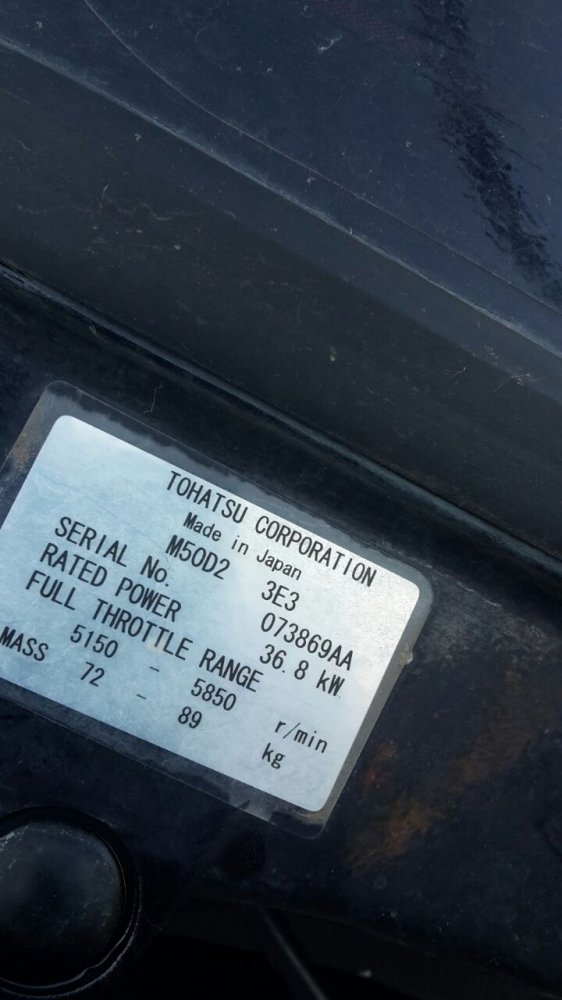 TOHATSU CORPORATION
Made in Japan
M50D2 3E3
SERIAL No. 073869AA
RATED POWER 36.8 kW
FULL THROTTLE RANGE
5150 - 5850 r/min
MASS 72 - 89 kg